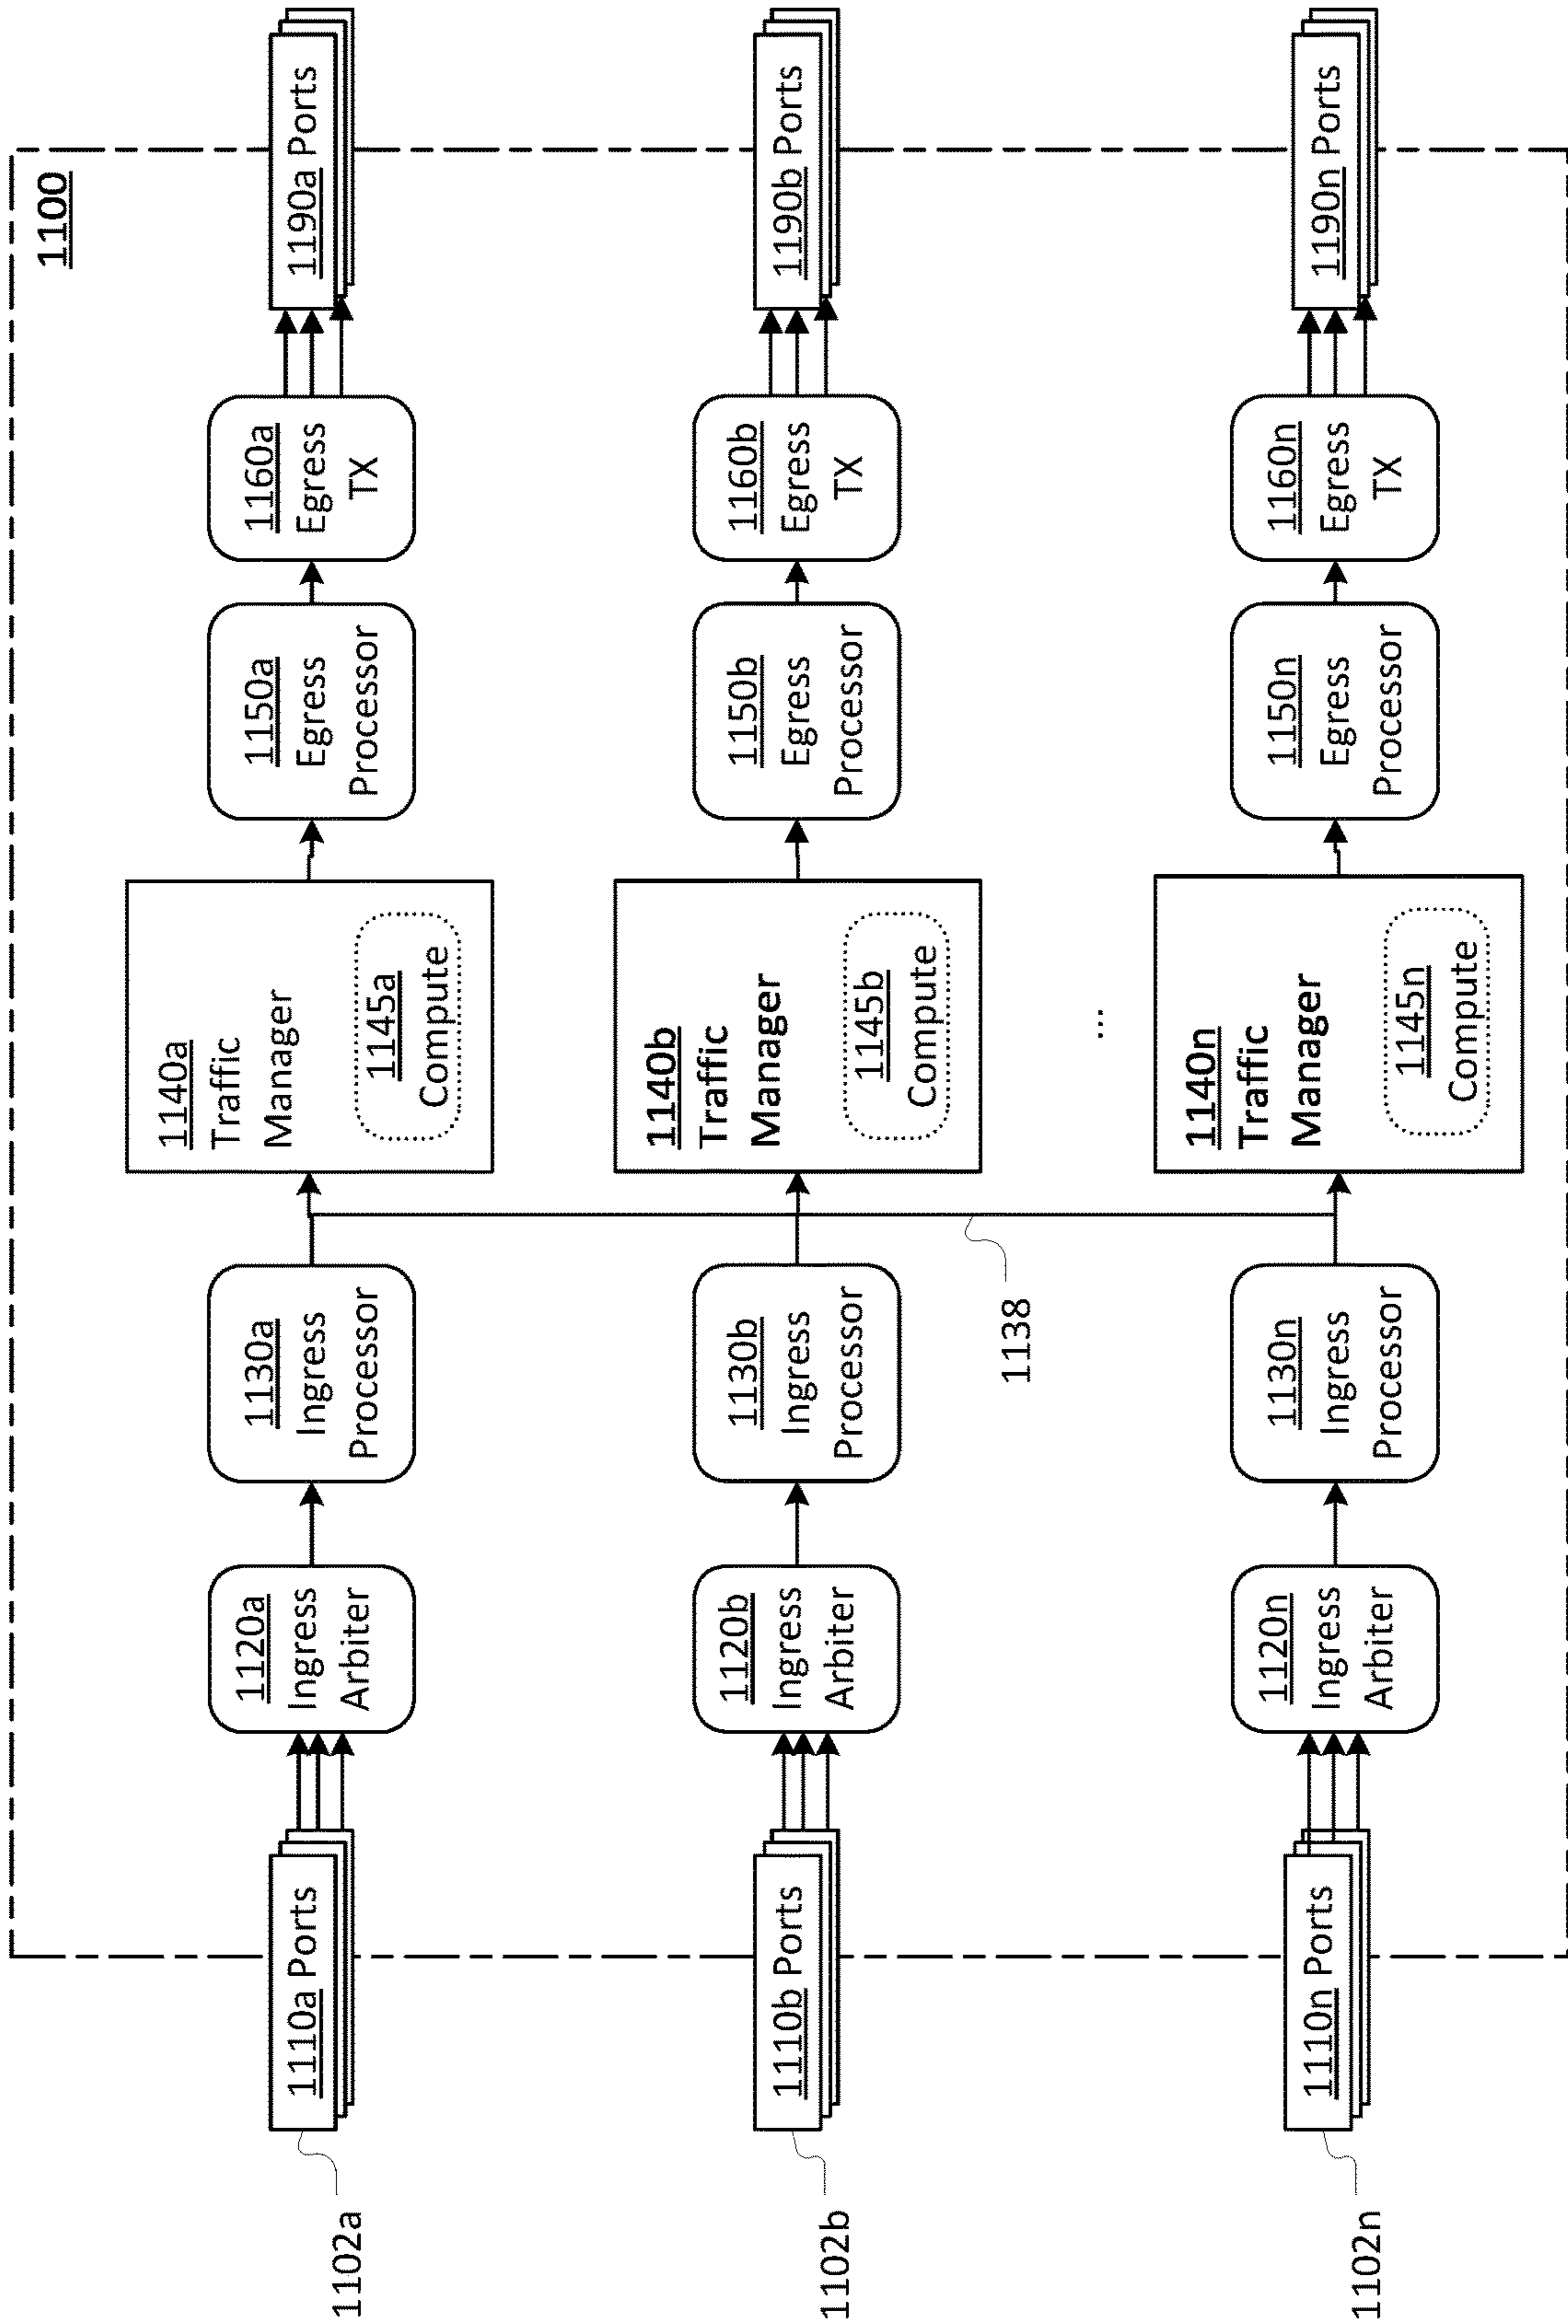 1100
1102a
1110a Ports
1120a
Ingress
Arbiter
1130a
Ingress
Processor
1140a
Traffic
Manager
1145a
Compute
1150a
Egress
Processor
1160a
Egress
TX
1190a Ports
1102b
1110b Ports
1120b
Ingress
Arbiter
1130b
Ingress
Processor
1138
1140b
Traffic
Manager
1145b
Compute
1150b
Egress
Processor
1160b
Egress
TX
1190b Ports
...
1102n
1110n Ports
1120n
Ingress
Arbiter
1130n
Ingress
Processor
1140n
Traffic
Manager
1145n
Compute
1150n
Egress
Processor
1160n
Egress
TX
1190n Ports